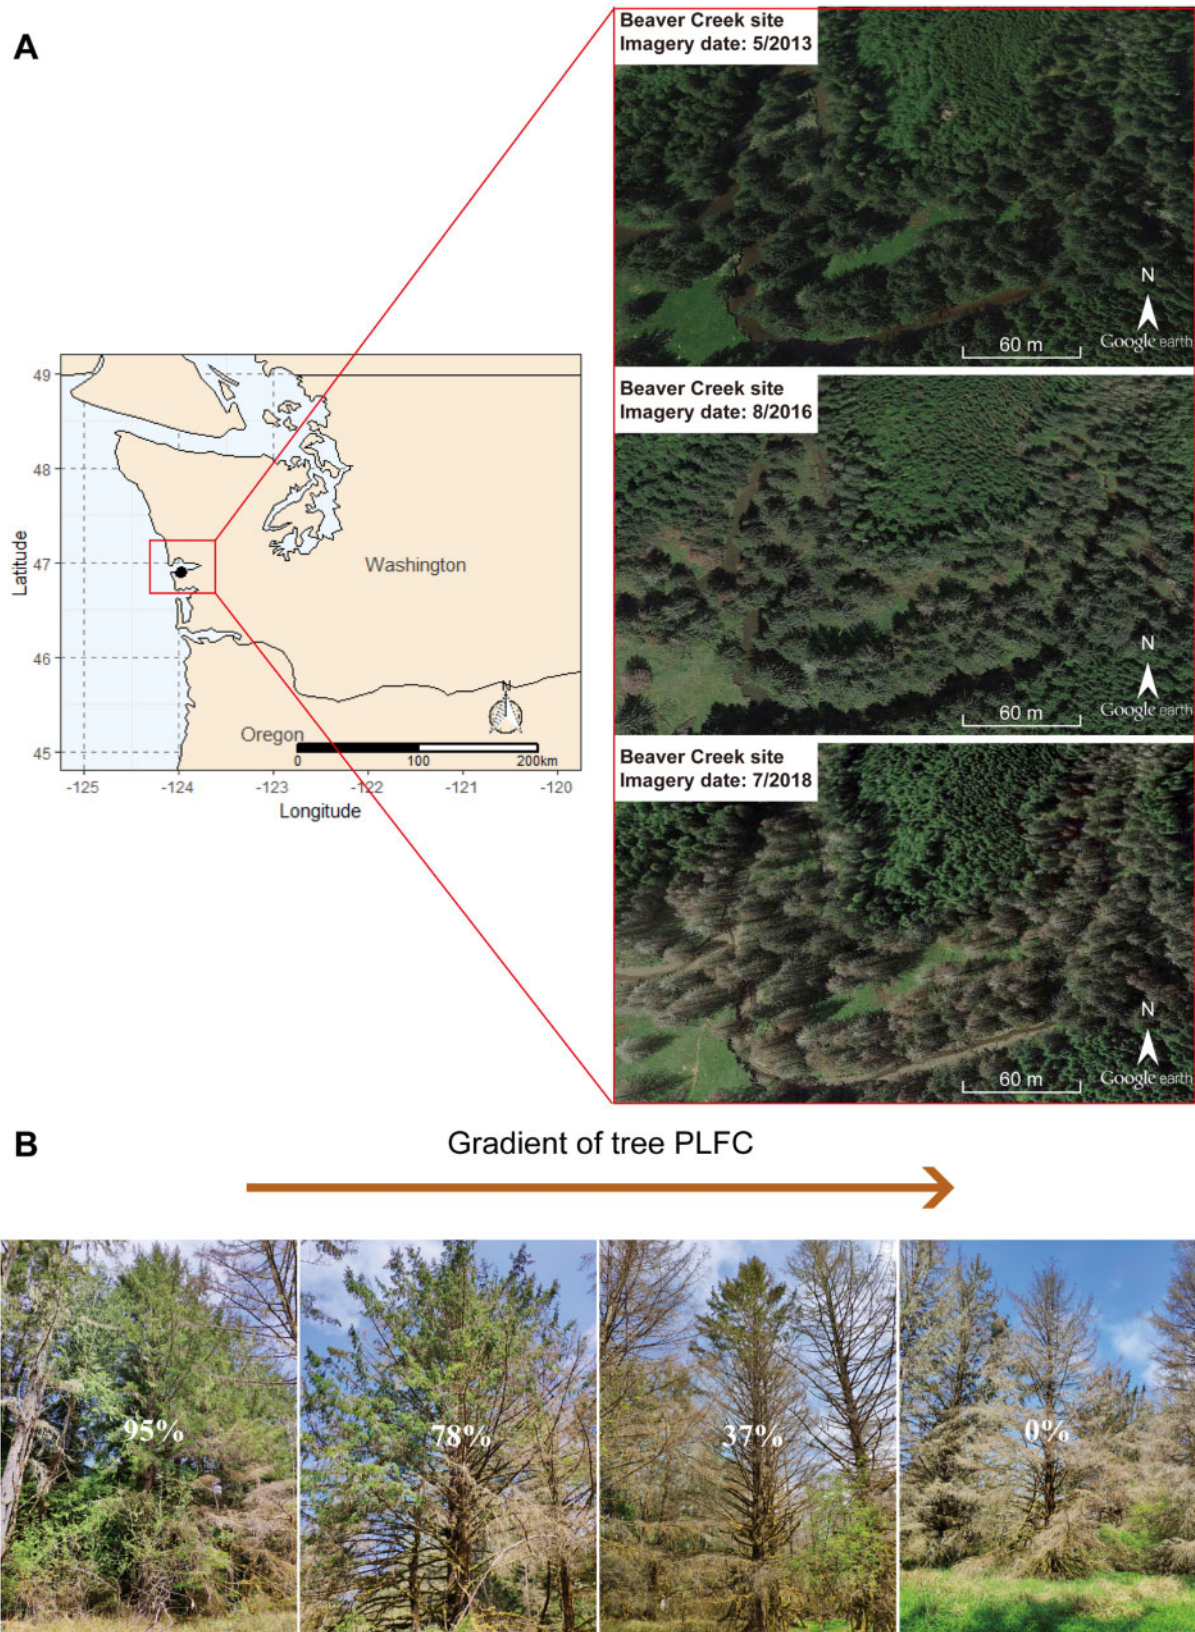 A
Beaver Creek site
Imagery date: 5/2013
N
60 m
Google earth
Beaver Creek site
Imagery date: 8/2016
N
60 m
Google earth
Beaver Creek site
Imagery date: 7/2018
N
60 m
Google earth
49
48
47
46
45
Latitude
Washington
Oregon
N
0 100 200km
-125 -124 -123 -122 -121 -120
Longitude
B
Gradient of tree PLFC
95% 78% 37% 0%